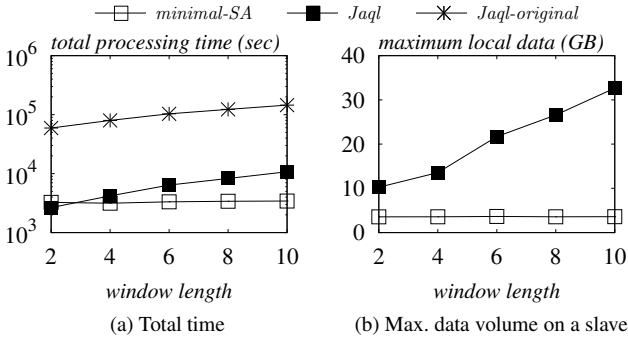 minimal-SA Jaql Jaql-original
total processing time (sec)
10^6
10^5
10^4
10^3
2 4 6 8 10
window length
(a) Total time
maximum local data (GB)
40
30
20
10
0
2 4 6 8 10
window length
(b) Max. data volume on a slave